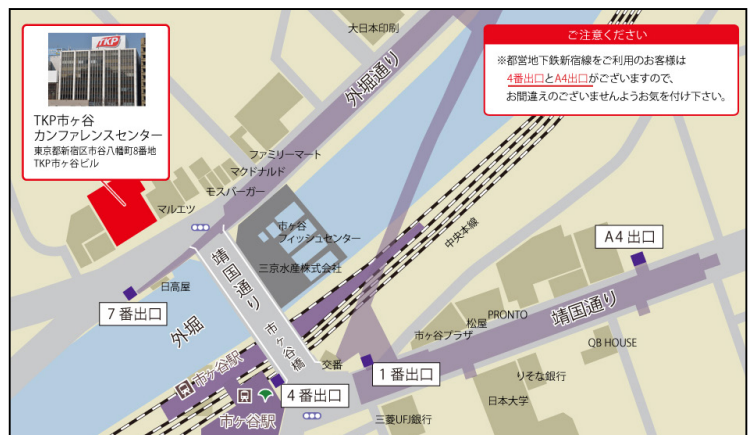 TKP
TKP市ヶ谷
カンファレンスセンター
東京都新宿区市谷八幡町8番地
TKP市ヶ谷ビル
ご注意ください
※都営地下鉄新宿線をご利用のお客様は
4番出口とA4出口がございますので、
お間違えのございませんようお気を付け下さい。
大日本印刷
外堀通り
ファミリーマート
マクドナルド
モスバーガー
マルエツ
市ヶ谷
フィッシュセンター
三京水産株式会社
中央本線
A4出口
靖国通り
日高屋
7番出口
外堀
市ヶ谷橋
靖国通り
PRONTO
松屋
市ヶ谷プラザ
QB HOUSE
市ヶ谷駅
交番
1番出口
りそな銀行
4番出口
日本大学
市ヶ谷駅
三菱UFJ銀行